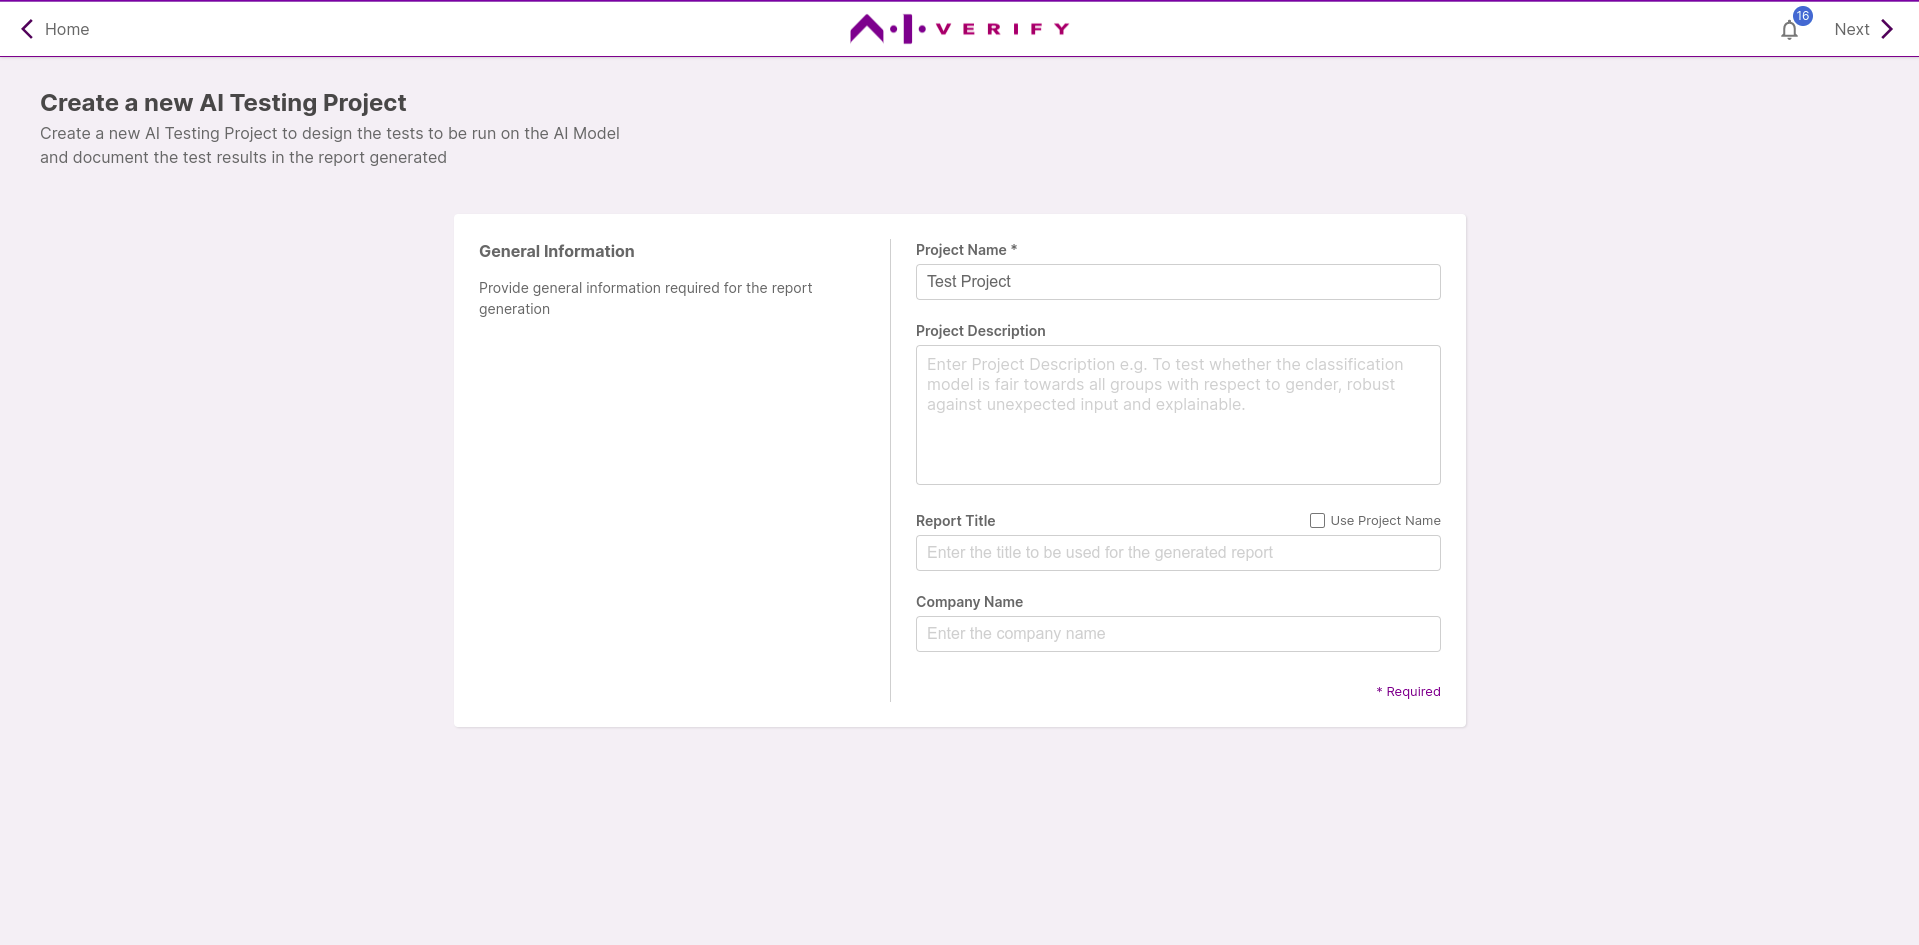 Home
A·I·VERIFY
16
Next
Create a new AI Testing Project
Create a new AI Testing Project to design the tests to be run on the AI Model
and document the test results in the report generated
General Information
Provide general information required for the report
generation
Project Name *
Test Project
Project Description
Enter Project Description e.g. To test whether the classification
model is fair towards all groups with respect to gender, robust
against unexpected input and explainable.
Report Title
Use Project Name
Enter the title to be used for the generated report
Company Name
Enter the company name
* Required